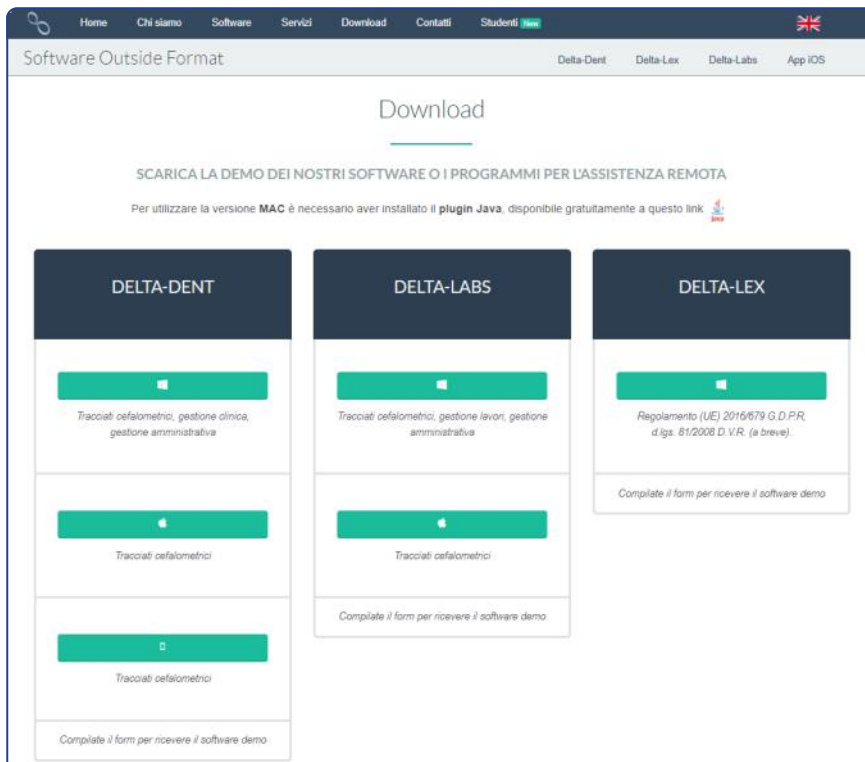 Home Chi siamo Software Servizi Download Contatti Studenti New
Software Outside Format
Delta-Dent Delta-Lex Delta-Labs App iOS
Download
SCARICA LA DEMO DEI NOSTRI SOFTWARE O I PROGRAMMI PER L'ASSISTENZA REMOTA
Per utilizzare la versione MAC è necessario aver installato il plugin Java, disponibile gratuitamente a questo link
Java
DELTA-DENT
Tracciati cefalometrici, gestione clinica,
gestione amministrativa
Tracciati cefalometrici
Tracciati cefalometrici
Compilate il form per ricevere il software demo
DELTA-LABS
Tracciati cefalometrici, gestione lavori, gestione
amministrativa
Tracciati cefalometrici
Compilate il form per ricevere il software demo
DELTA-LEX
Regolamento (UE) 2016/679 G.D.P.R,
d.lgs. 81/2008 D.V.R. (a breve).
Compilate il form per ricevere il software demo